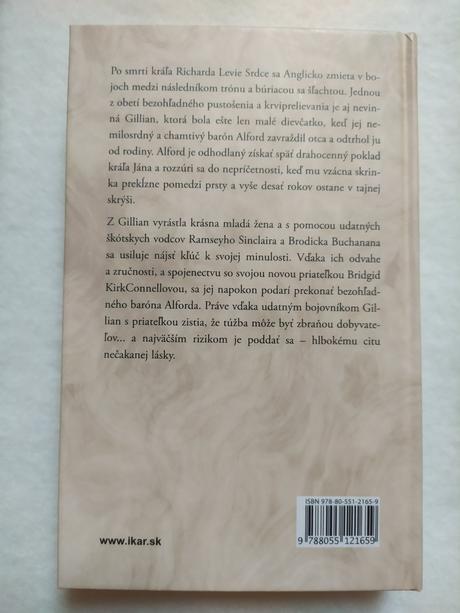 Po smrti kráľa Richarda Levie Srdce sa Anglicko zmieta v bo-
joch medzi následníkom trónu a búriacou sa šľachtou. Jednou
z obetí bezohľadného pustošenia a krviprelievania je aj nevin-
ná Gillian, ktorá bola ešte len malé dievčatko, keď jej ne-
milosrdný a chamtivý barón Alford zavraždil otca a odtrhol ju
od rodiny. Alford je odhodlaný získať späť drahocenný poklad
kráľa Jána a rozzúri sa do nepríčetnosti, keď mu vzácna skrin-
ka prekĺzne pomedzi prsty a vyše desať rokov ostane v tajnej
skrýši.
Z Gillian vyrástla krásna mladá žena a s pomocou udatných
škótskych vodcov Ramseyho Sinclaira a Brodicka Buchanana
sa usiluje nájsť kľúč k svojej minulosti. Vďaka ich odvahe
a zručnosti, a spojenectvu so svojou novou priateľkou Bridgid
KirkConnellovou, sa jej napokon podarí prekonať bezohľad-
ného baróna Alforda. Práve vďaka udatným bojovníkom Gil-
lian s priateľkou zistia, že túžba môže byť zbraňou dobyvate-
ľov... a najväčším rizikom je poddať sa – hlbokému citu
nečakanej lásky.
ISBN 978-80-551-2165-9
9 788055 121659
www.ikar.sk